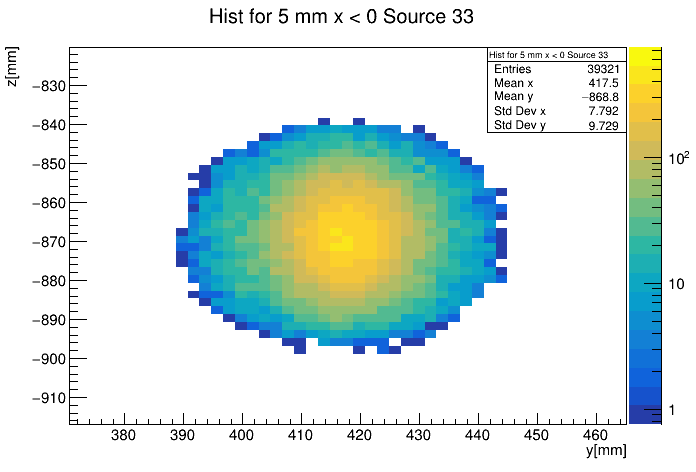 Hist for 5 mm x < 0 Source 33
z[mm]
Hist for 5 mm x < 0 Source 33
Entries 39321
Mean x 417.5
Mean y −868.8
Std Dev x 7.792
Std Dev y 9.729
−830
−840
−850
−860
−870
−880
−890
−900
−910
10²
10
1
380 390 400 410 420 430 440 450 460
y[mm]